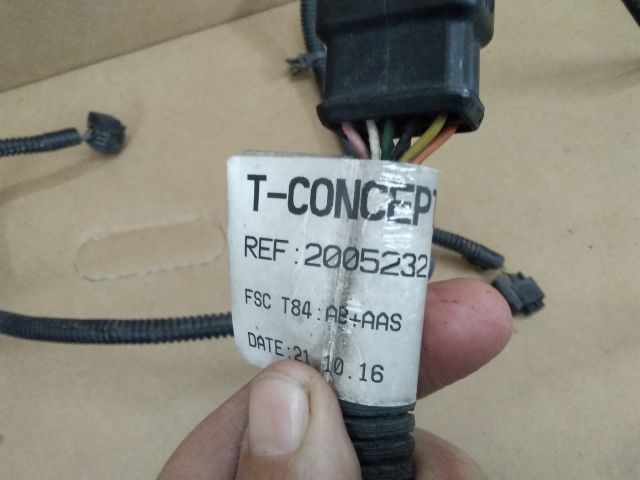 T-CONCEPT
REF:2005232
FSC T84:AB+AAS
DATE:21.10.16